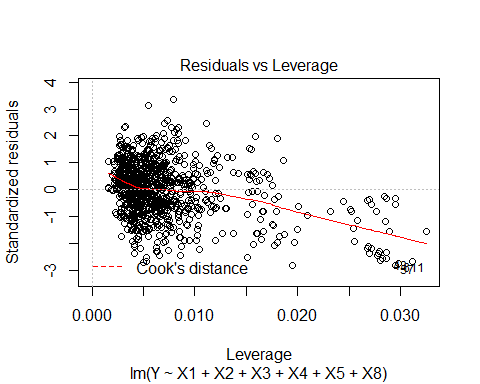 Residuals vs Leverage
Standardized residuals
4
3
2
1
0
-1
-3
Cook's distance
0.000
0.010
0.020
0.030
Leverage
lm(Y ~ X1 + X2 + X3 + X4 + X5 + X8)